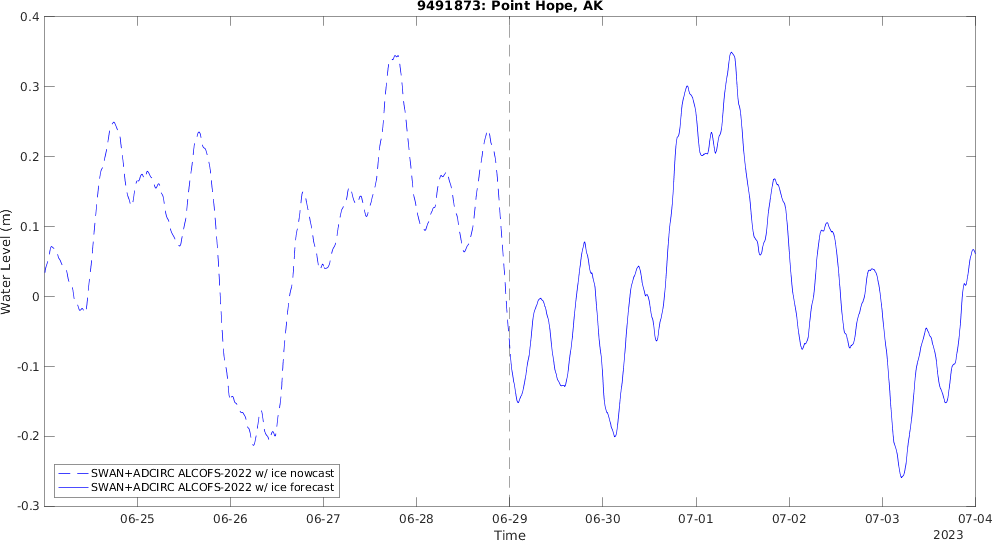 9491873: Point Hope, AK
0.4
0.3
0.2
0.1
0
-0.1
-0.2
-0.3
Water Level (m)
SWAN+ADCIRC ALCOFS-2022 w/ ice nowcast
SWAN+ADCIRC ALCOFS-2022 w/ ice forecast
06-25 06-26 06-27 06-28 06-29 06-30 07-01 07-02 07-03 07-04
Time
2023